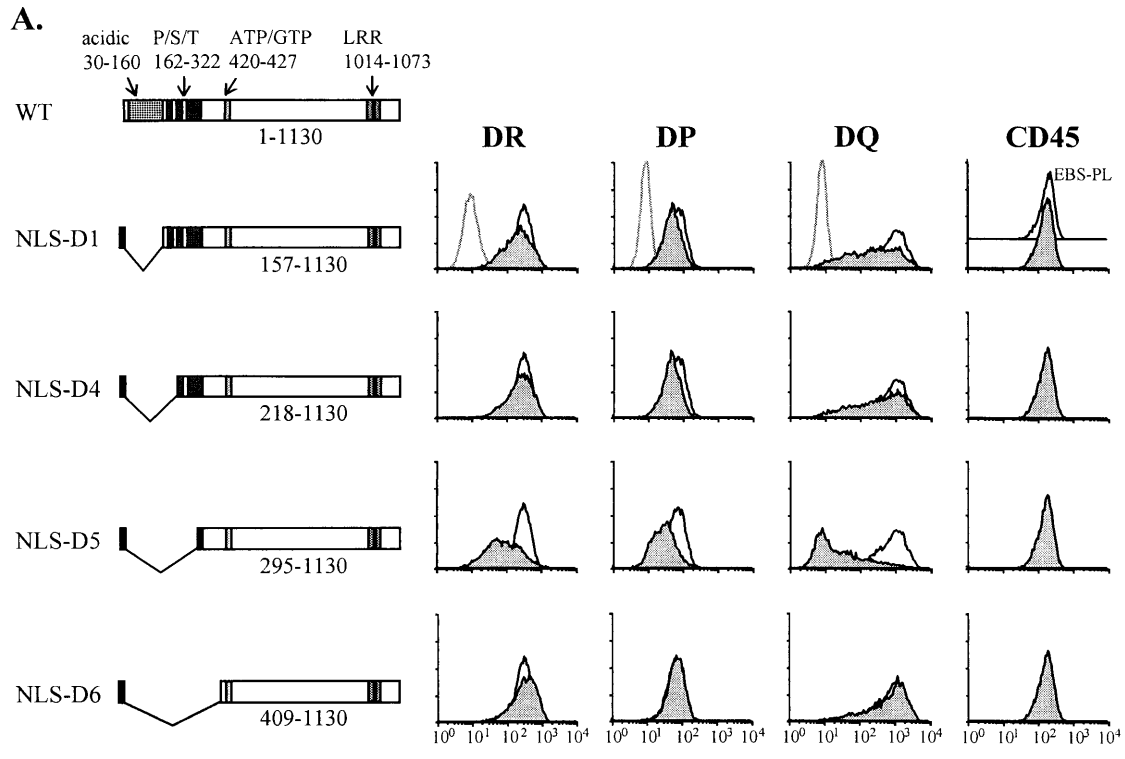 A.
acidic P/S/T ATP/GTP LRR
30-160 162-322 420-427 1014-1073
WT
1-1130
DR DP DQ CD45
EBS-PL
NLS-D1
157-1130
NLS-D4
218-1130
NLS-D5
295-1130
NLS-D6
409-1130
10⁰ 10¹ 10² 10³ 10⁴ 10⁰ 10¹ 10² 10³ 10⁴ 10⁰ 10¹ 10² 10³ 10⁴ 10⁰ 10¹ 10² 10³ 10⁴